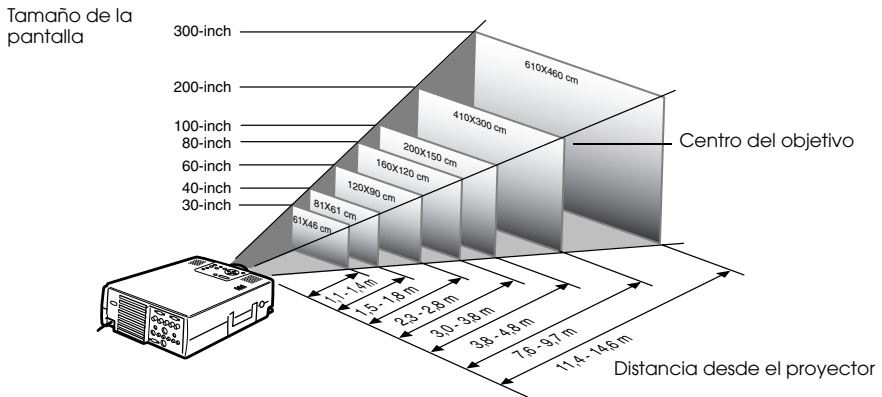 Tamaño de la
pantalla
300-inch
200-inch
100-inch
80-inch
60-inch
40-inch
30-inch
610X460 cm
410X300 cm
200X150 cm
160X120 cm
120X90 cm
81X61 cm
61X46 cm
Centro del objetivo
1,1 - 1,4 m
1,5 - 1,8 m
2,3 - 2,8 m
3,0 - 3,8 m
3,8 - 4,8 m
7,6 - 9,7 m
11,4 - 14,6 m
Distancia desde el proyector